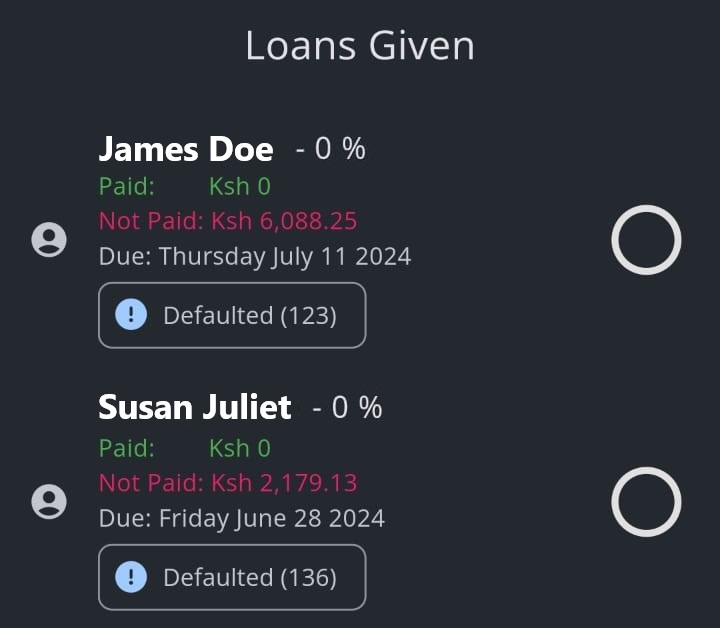 Loans Given
James Doe - 0 %
Paid: Ksh 0
Not Paid: Ksh 6,088.25
Due: Thursday July 11 2024
! Defaulted (123)
Susan Juliet - 0 %
Paid: Ksh 0
Not Paid: Ksh 2,179.13
Due: Friday June 28 2024
! Defaulted (136)